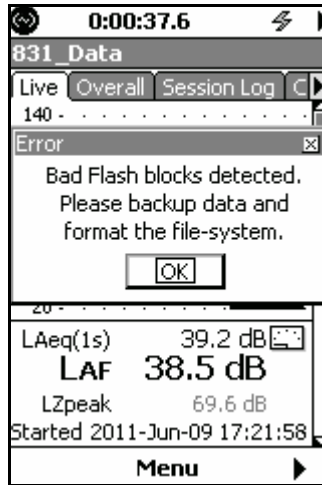 0:00:37.6
831_Data
Live Overall Session Log C
140
Error
Bad Flash blocks detected.
Please backup data and
format the file-system.
OK
20
LAeq(1s) 39.2 dB
LAF 38.5 dB
LZpeak 69.6 dB
Started 2011-Jun-09 17:21:58
Menu